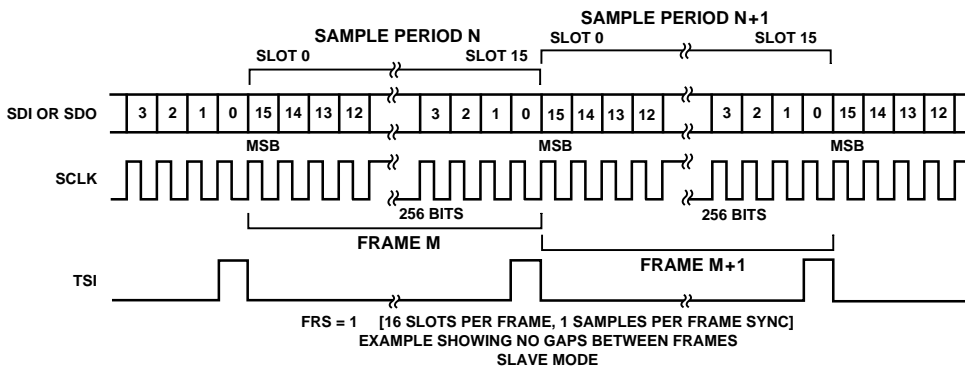 SAMPLE PERIOD N
SAMPLE PERIOD N+1
SLOT 0 SLOT 15 SLOT 0 SLOT 15
SDI OR SDO 3 2 1 0 15 14 13 12 3 2 1 0 15 14 13 12 3 2 1 0 15 14 13 12
MSB MSB MSB
SCLK
256 BITS 256 BITS
FRAME M
FRAME M+1
TSI
FRS = 1 [16 SLOTS PER FRAME, 1 SAMPLES PER FRAME SYNC]
EXAMPLE SHOWING NO GAPS BETWEEN FRAMES
SLAVE MODE